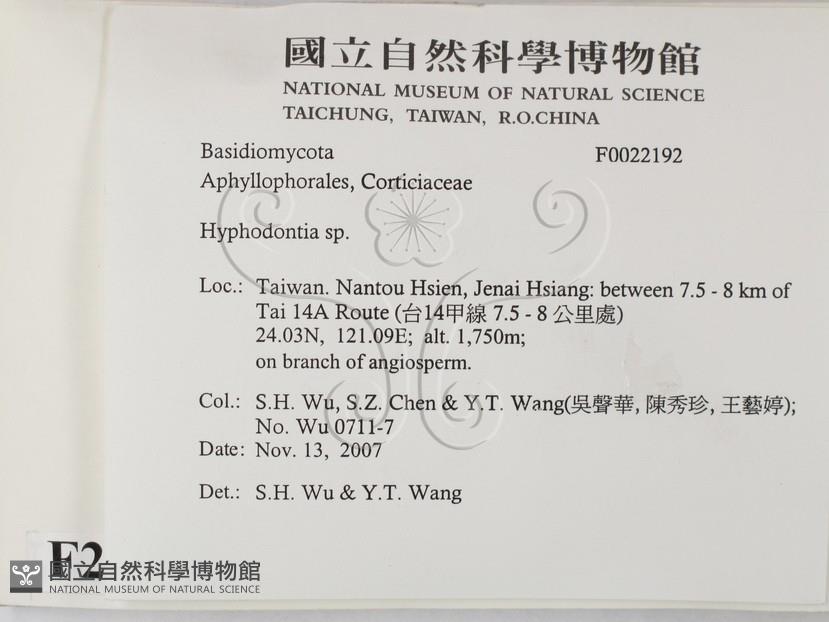 國立自然科學博物館
NATIONAL MUSEUM OF NATURAL SCIENCE
TAICHUNG, TAIWAN, R.O.CHINA
Basidiomycota F0022192
Aphyllophorales, Corticiaceae
Hyphodontia sp.
Loc.: Taiwan. Nantou Hsien, Jenai Hsiang: between 7.5 - 8 km of
Tai 14A Route (台14甲線 7.5 - 8 公里處)
24.03N, 121.09E; alt. 1,750m;
on branch of angiosperm.
Col.: S.H. Wu, S.Z. Chen & Y.T. Wang(吳聲華, 陳秀珍, 王藝婷);
No. Wu 0711-7
Date: Nov. 13, 2007
Det.: S.H. Wu & Y.T. Wang
F2
國立自然科學博物館
NATIONAL MUSEUM OF NATURAL SCIENCE